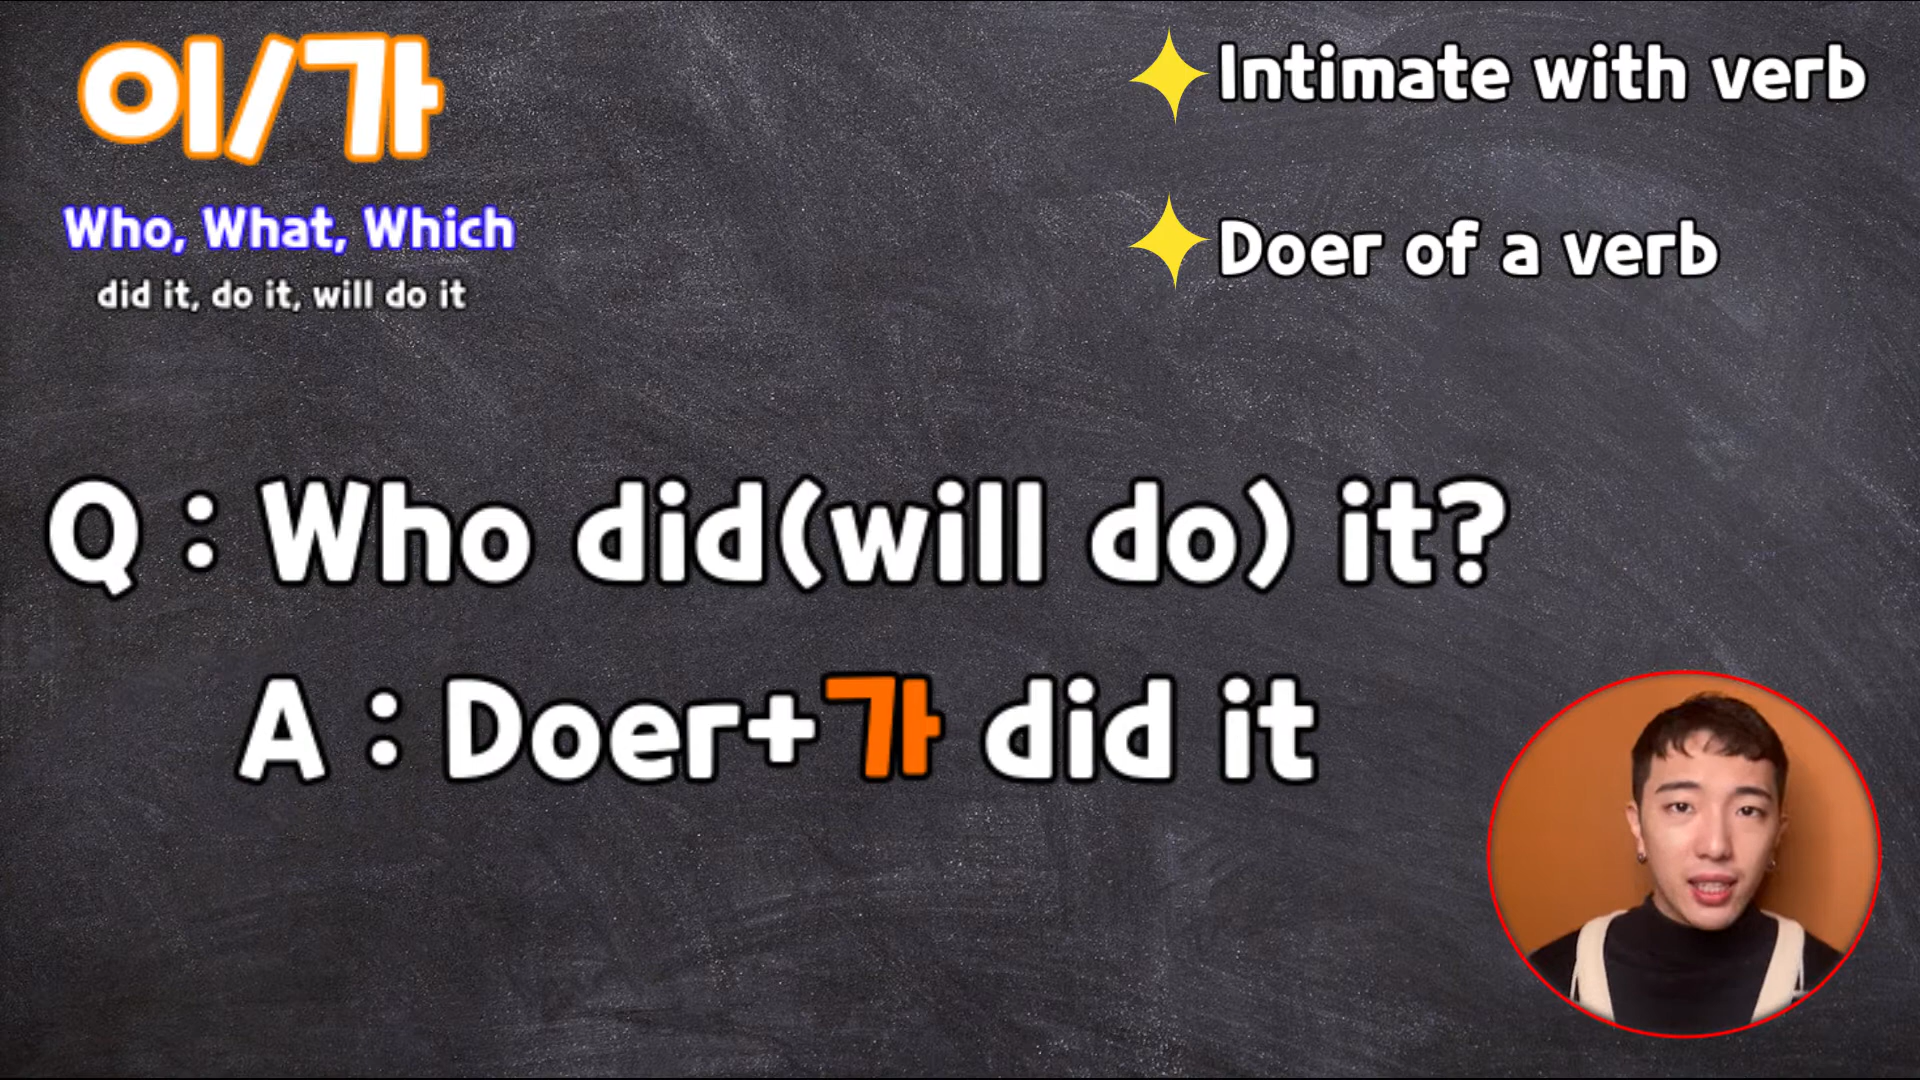 이/가
Who, What, Which
did it, do it, will do it
Intimate with verb
Doer of a verb
Q : Who did(will do) it?
A : Doer+가 did it